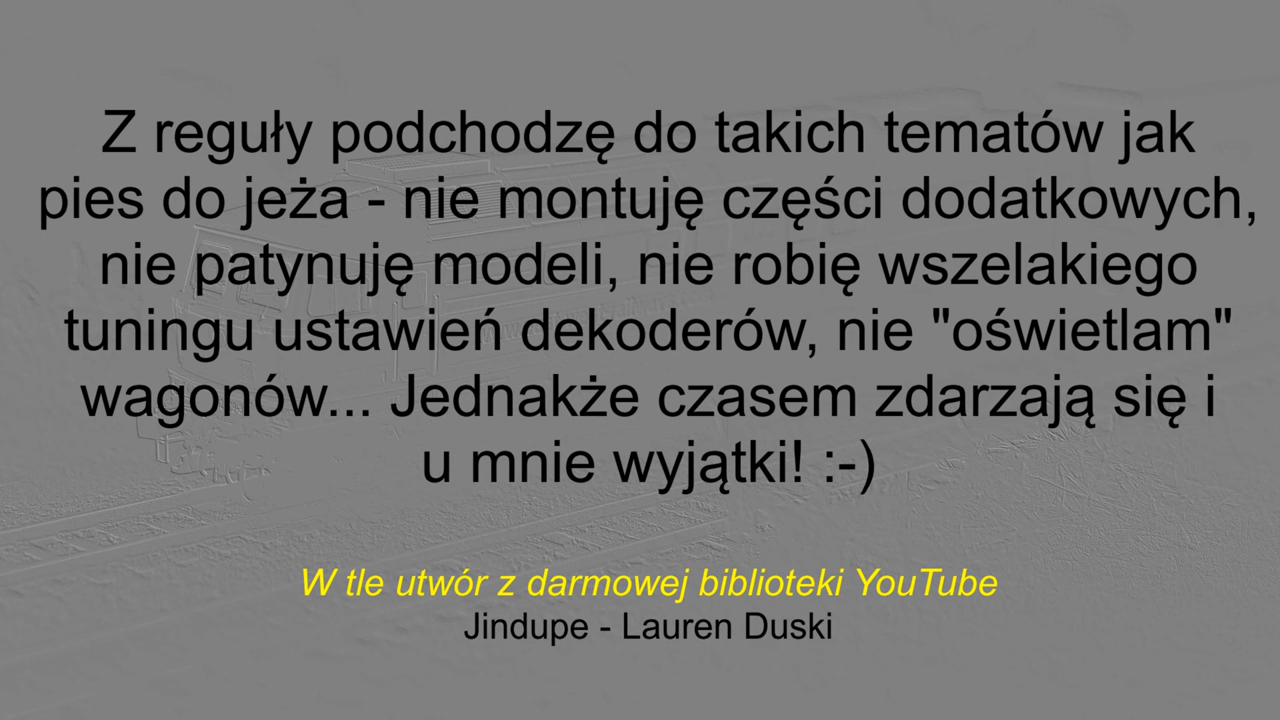 Z reguły podchodzę do takich tematów jak
pies do jeża - nie montuję części dodatkowych,
nie patynuję modeli, nie robię wszelakiego
tuningu ustawień dekoderów, nie "oświetlam"
wagonów... Jednakże czasem zdarzają się i
u mnie wyjątki! :-)
W tle utwór z darmowej biblioteki YouTube
Jindupe - Lauren Duski